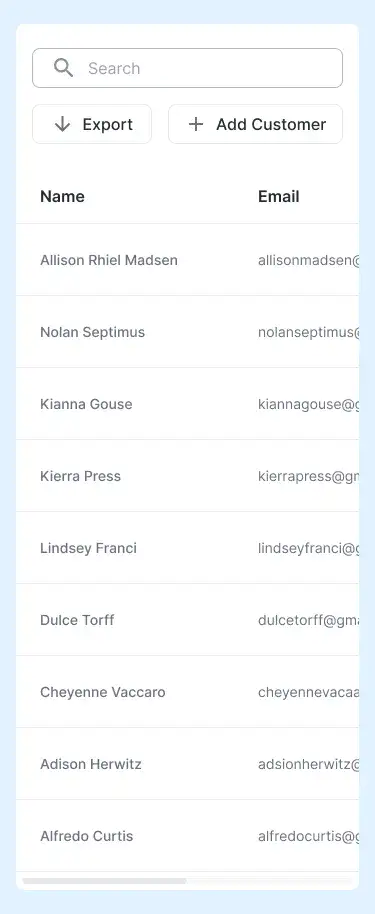 Search
Export Add Customer
Name Email
Allison Rhiel Madsen allisonmadsen@
Nolan Septimus nolanseptimus@
Kianna Gouse kiannagouse@g
Kierra Press kierrapress@gm
Lindsey Franci lindseyfranci@g
Dulce Torff dulcetorff@gma
Cheyenne Vaccaro cheyennevacaa
Adison Herwitz adsionherwitz@
Alfredo Curtis alfredocurtis@g